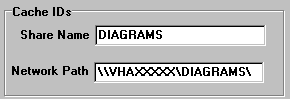 Cache IDs
Share Name DIAGRAMS
Network Path \\VHAXXXXX\DIAGRAMS\